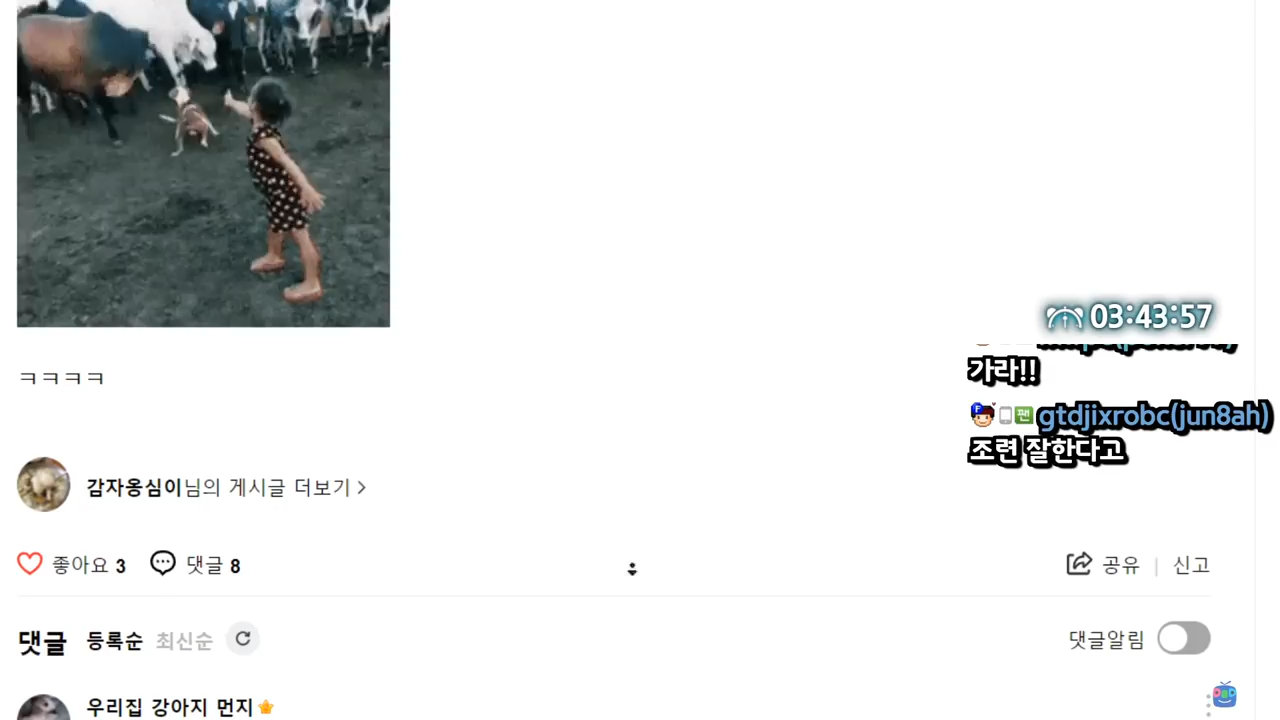 03:43:57
가라!!
gtdjixrobc(jun8ah)
조련 잘한다고
ㅋㅋㅋㅋ
감자옹심이님의 게시글 더보기
좋아요 3 댓글 8
공유 | 신고
댓글 등록순 최신순
댓글알림
우리집 강아지 먼지